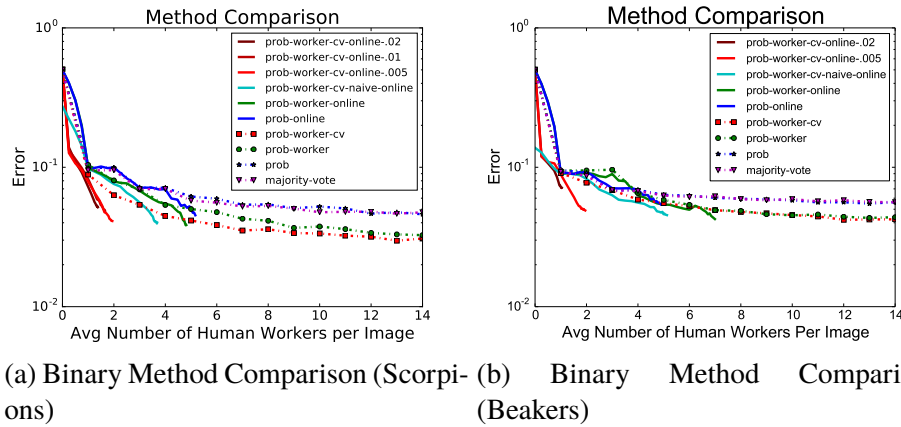 Method Comparison
10^0
prob-worker-cv-online-.02
prob-worker-cv-online-.01
prob-worker-cv-online-.005
prob-worker-cv-naive-online
prob-worker-online
prob-online
prob-worker-cv
prob-worker
prob
majority-vote
Error
10^-1
10^-2
0 2 4 6 8 10 12 14
Avg Number of Human Workers per Image
(a) Binary Method Comparison (Scorpi-
ons)
Method Comparison
10^0
prob-worker-cv-online-.02
prob-worker-cv-online-.005
prob-worker-cv-naive-online
prob-worker-online
prob-online
prob-worker-cv
prob-worker
prob
majority-vote
Error
10^-1
10^-2
0 2 4 6 8 10 12 14
Avg Number of Human Workers Per Image
(b) Binary Method Compari
(Beakers)